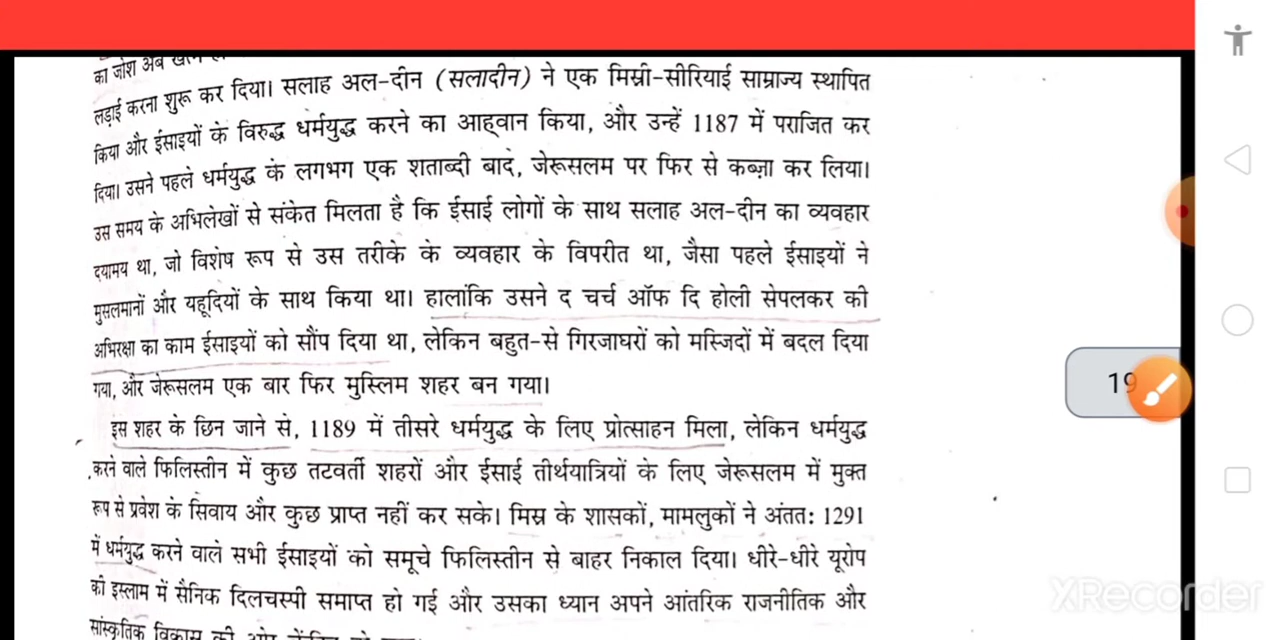 का जोश अब खत्म
लड़ाई करना शुरू कर दिया। सलाह अल-दीन (सलादीन) ने एक मिस्री-सीरियाई साम्राज्य स्थापित
किया और ईसाइयों के विरुद्ध धर्मयुद्ध करने का आह्वान किया, और उन्हें 1187 में पराजित कर
दिया। उसने पहले धर्मयुद्ध के लगभग एक शताब्दी बाद, जेरूसलम पर फिर से कब्ज़ा कर लिया।
उस समय के अभिलेखों से संकेत मिलता है कि ईसाई लोगों के साथ सलाह अल-दीन का व्यवहार
दयामय था, जो विशेष रूप से उस तरीके के व्यवहार के विपरीत था, जैसा पहले ईसाइयों ने
मुसलमानों और यहूदियों के साथ किया था। हालांकि उसने द चर्च ऑफ दि होली सेपलकर की
अभिरक्षा का काम ईसाइयों को सौंप दिया था, लेकिन बहुत-से गिरजाघरों को मस्जिदों में बदल दिया
गया, और जेरूसलम एक बार फिर मुस्लिम शहर बन गया।
इस शहर के छिन जाने से, 1189 में तीसरे धर्मयुद्ध के लिए प्रोत्साहन मिला, लेकिन धर्मयुद्ध
करने वाले फिलिस्तीन में कुछ तटवर्ती शहरों और ईसाई तीर्थयात्रियों के लिए जेरूसलम में मुक्त
रूप से प्रवेश के सिवाय और कुछ प्राप्त नहीं कर सके। मिस्र के शासकों, मामलुकों ने अंतत: 1291
में धर्मयुद्ध करने वाले सभी ईसाइयों को समूचे फिलिस्तीन से बाहर निकाल दिया। धीरे-धीरे यूरोप
की इस्लाम में सैनिक दिलचस्पी समाप्त हो गई और उसका ध्यान अपने आंतरिक राजनीतिक और
सांस्कृतिक विकास की ओर
19
XRecorder